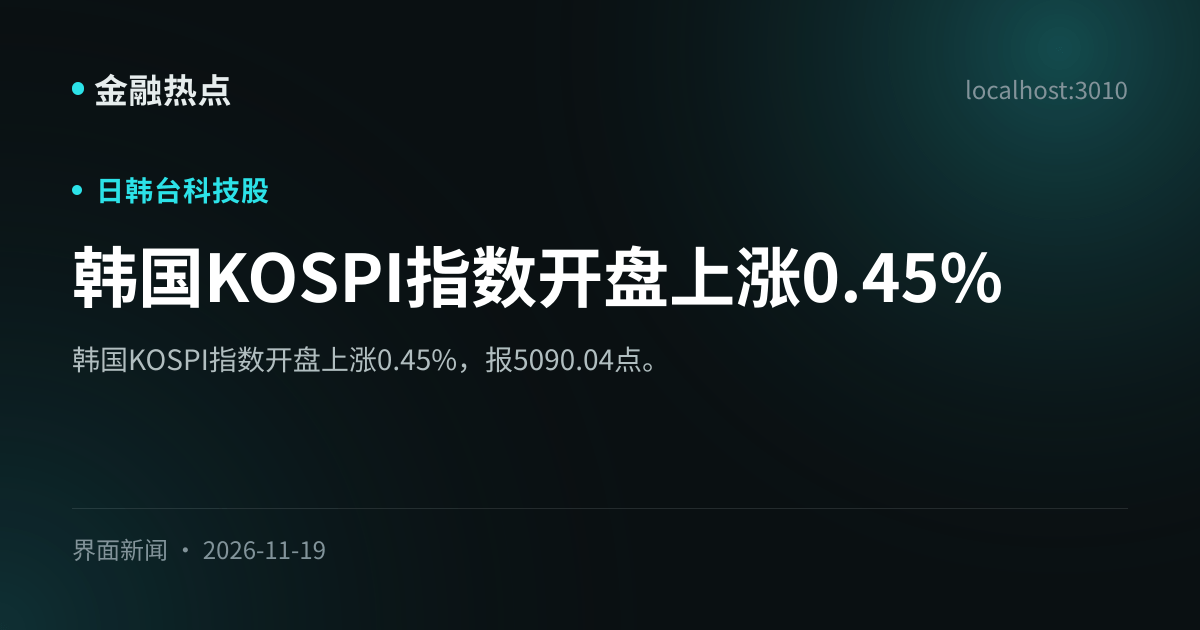 金融热点
localhost:3010
日韩台科技股
韩国KOSPI指数开盘上涨0.45%
韩国KOSPI指数开盘上涨0.45%，报5090.04点。
界面新闻 · 2026-11-19